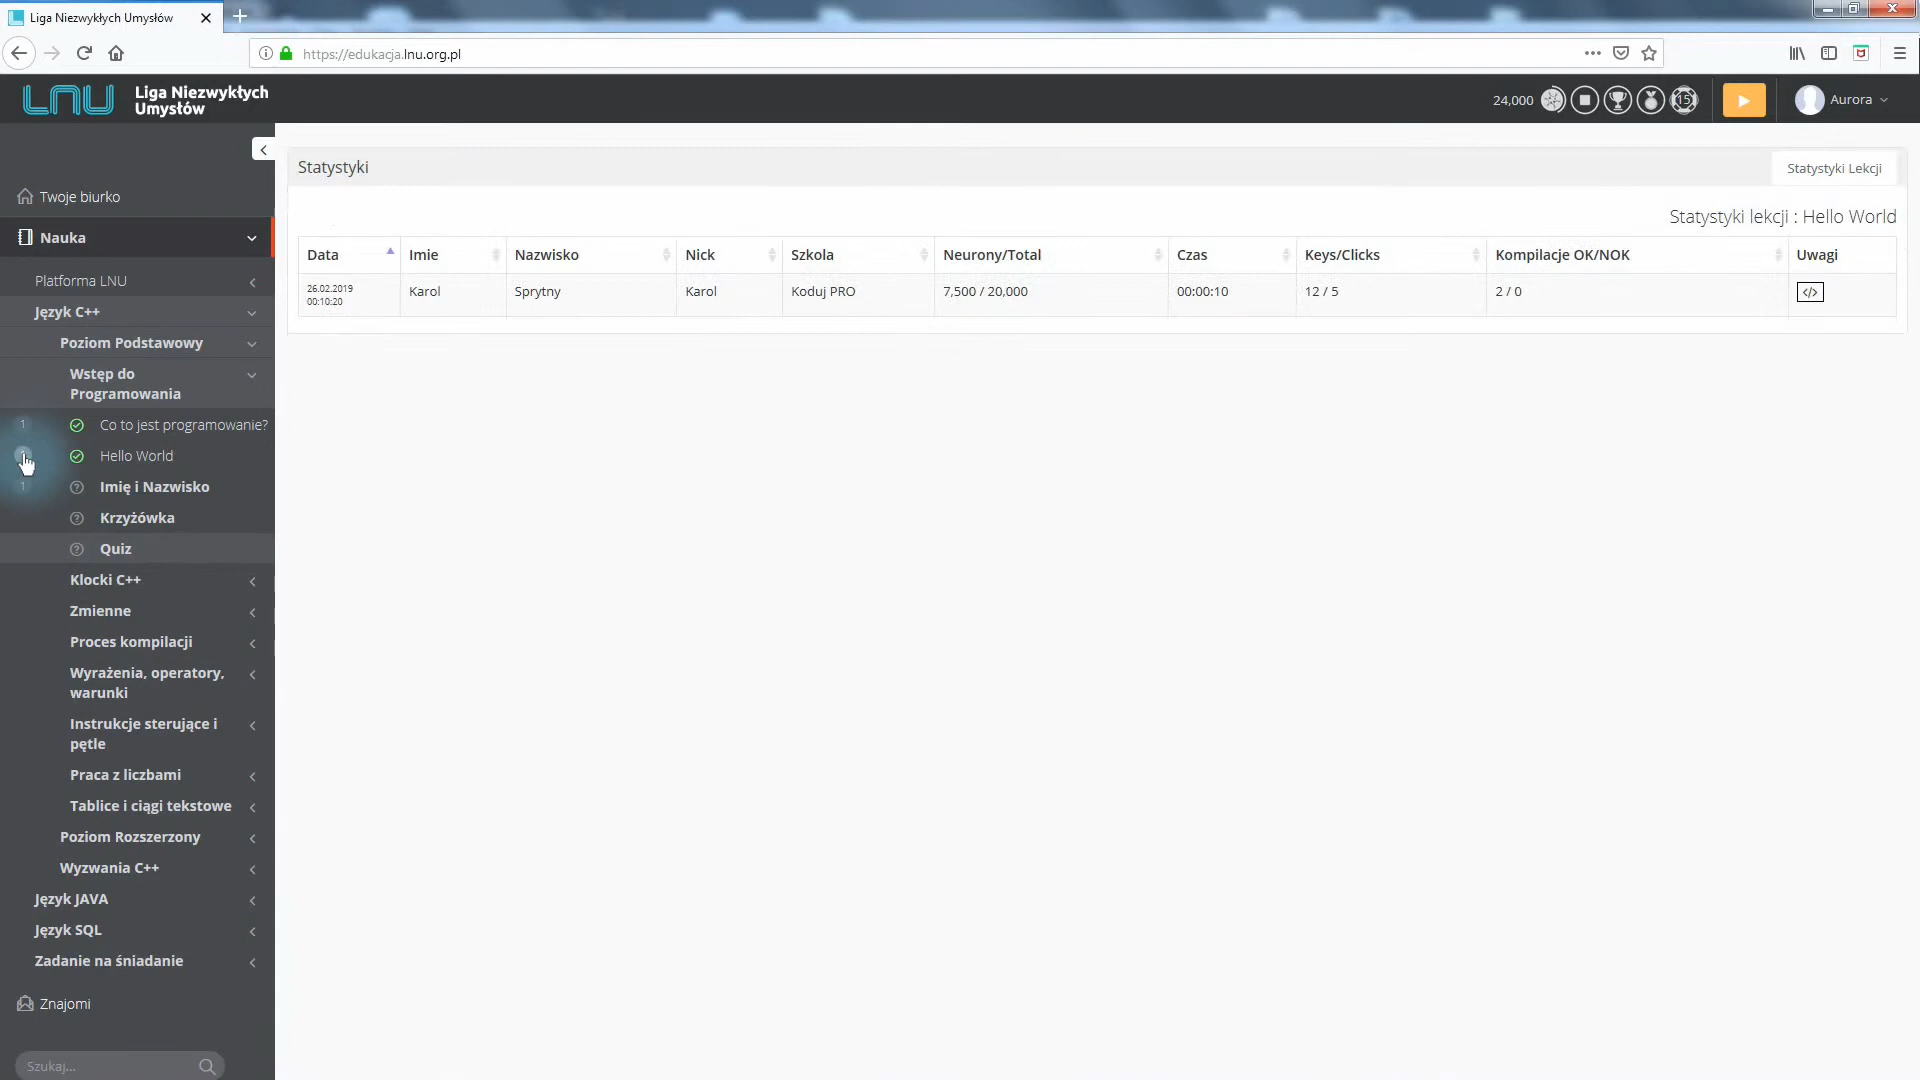 Liga Niezwykłych Umysłów
https://edukacja.lnu.org.pl
LNU
Liga Niezwykłych
Umysłów
24,000
15
Aurora
Twoje biurko
Nauka
Platforma LNU
Język C++
Poziom Podstawowy
Wstęp do
Programowania
1 Co to jest programowanie?
Hello World
1 Imię i Nazwisko
Krzyżówka
Quiz
Klocki C++
Zmienne
Proces kompilacji
Wyrażenia, operatory,
warunki
Instrukcje sterujące i
pętle
Praca z liczbami
Tablice i ciągi tekstowe
Poziom Rozszerzony
Wyzwania C++
Język JAVA
Język SQL
Zadanie na śniadanie
Znajomi
Szukaj...
Statystyki
Statystyki Lekcji
Statystyki lekcji : Hello World
Data Imie Nazwisko Nick Szkola Neurony/Total Czas Keys/Clicks Kompilacje OK/NOK Uwagi
26.02.2019
00:10:20
Karol Sprytny Karol Koduj PRO 7,500 / 20,000 00:00:10 12 / 5 2 / 0 </>